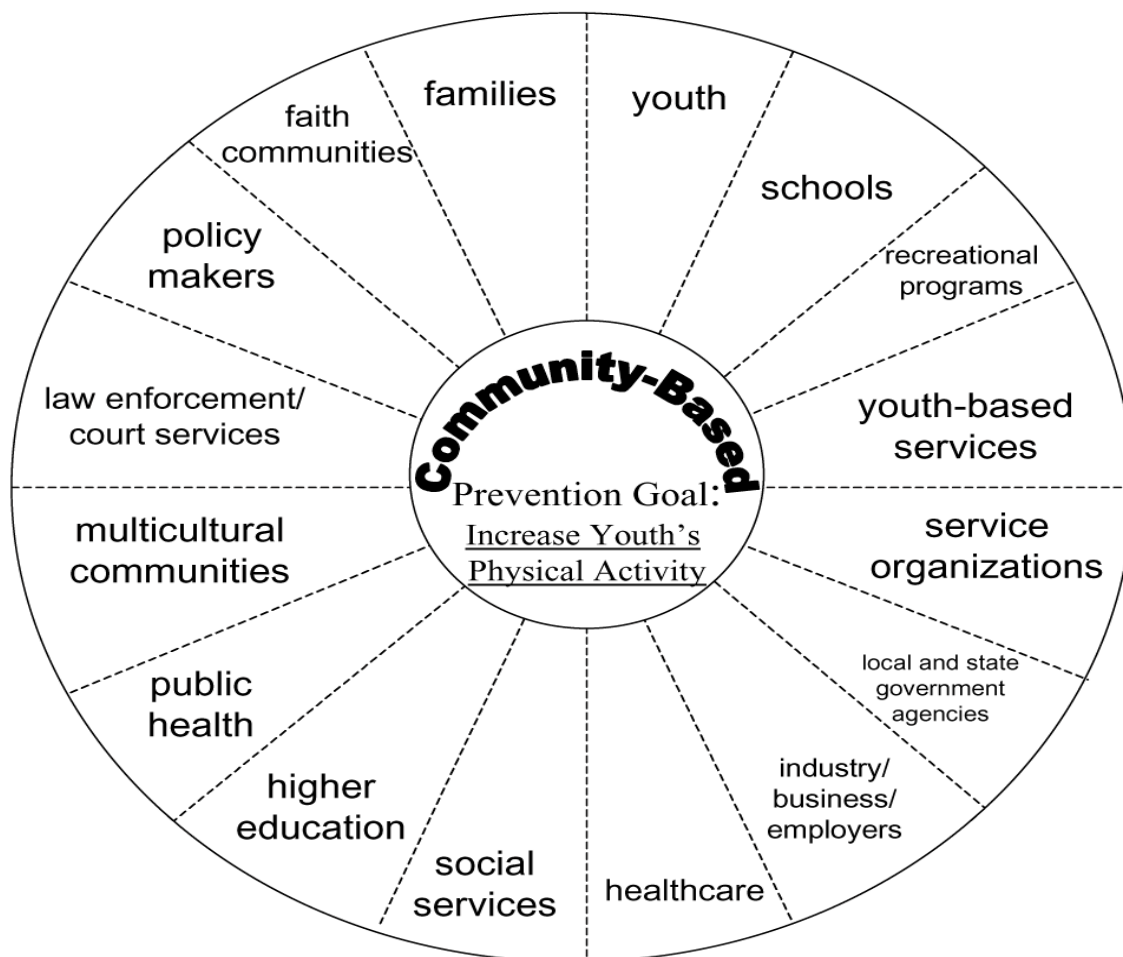 families
youth
faith
communities
schools
policy
makers
recreational
programs
law enforcement/
court services
youth-based
services
Community-Based
Prevention Goal:
Increase Youth's
Physical Activity
multicultural
communities
service
organizations
public
health
local and state
government
agencies
higher
education
industry/
business/
employers
social
services
healthcare